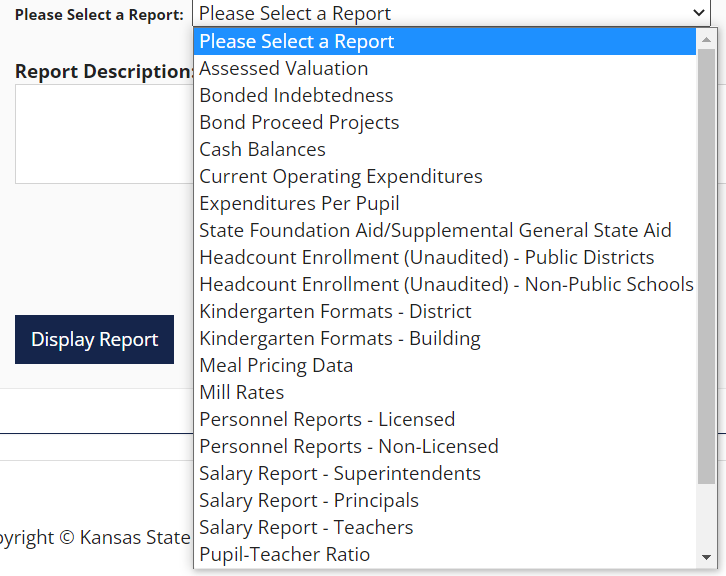 Please Select a Report: Please Select a Report
Please Select a Report
Assessed Valuation
Report Description:
Bonded Indebtedness
Bond Proceed Projects
Cash Balances
Current Operating Expenditures
Expenditures Per Pupil
State Foundation Aid/Supplemental General State Aid
Headcount Enrollment (Unaudited) - Public Districts
Headcount Enrollment (Unaudited) - Non-Public Schools
Kindergarten Formats - District
Kindergarten Formats - Building
Display Report
Meal Pricing Data
Mill Rates
Personnel Reports - Licensed
Personnel Reports - Non-Licensed
Salary Report - Superintendents
Salary Report - Principals
Salary Report - Teachers
pyright © Kansas State
Pupil-Teacher Ratio